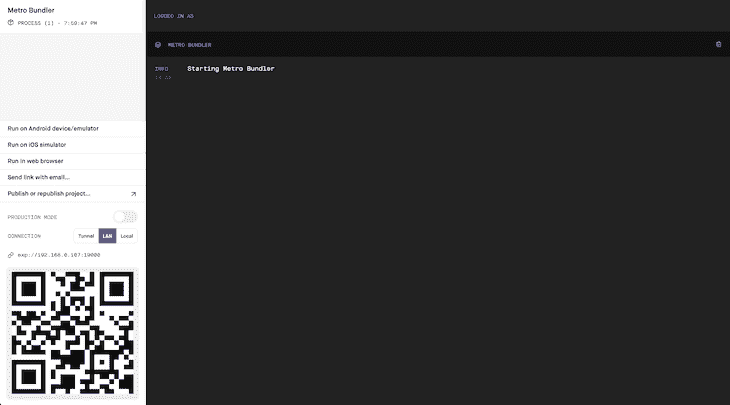 Metro Bundler
PROCESS (1) - 7:50:47 PM
Run on Android device/emulator
Run on iOS simulator
Run in web browser
Send link with email…
Publish or republish project…
PRODUCTION MODE
CONNECTION
Tunnel LAN Local
exp://192.168.0.107:19000
LOGGED IN AS
METRO BUNDLER
INFO Starting Metro Bundler